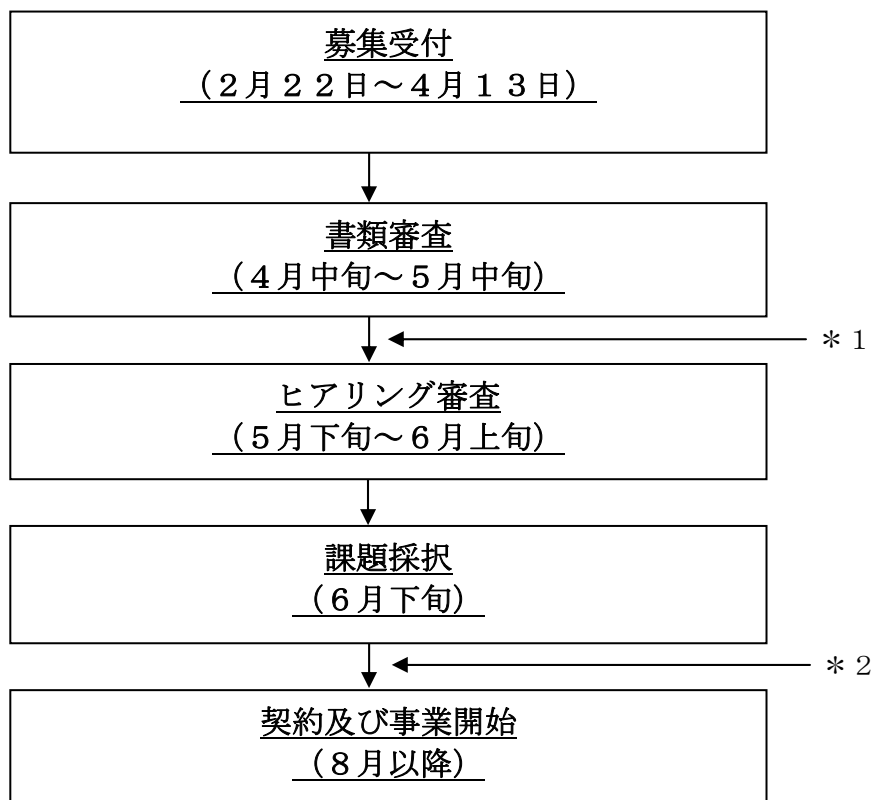 募集受付
（２月２２日～４月１３日）
書類審査
（４月中旬～５月中旬）
＊１
ヒアリング審査
（５月下旬～６月上旬）
課題採択
（６月下旬）
＊２
契約及び事業開始
（８月以降）